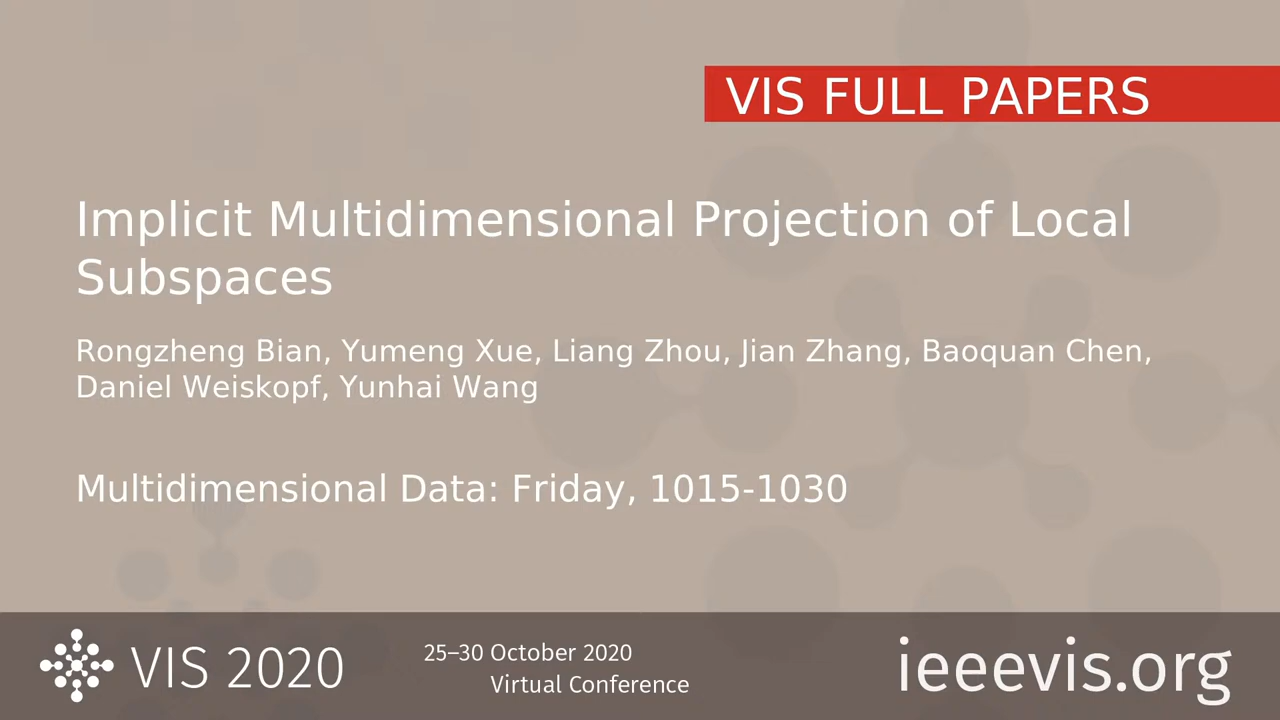 VIS FULL PAPERS
Implicit Multidimensional Projection of Local
Subspaces
Rongzheng Bian, Yumeng Xue, Liang Zhou, Jian Zhang, Baoquan Chen,
Daniel Weiskopf, Yunhai Wang
Multidimensional Data: Friday, 1015-1030
VIS 2020
25–30 October 2020
Virtual Conference
ieeevis.org